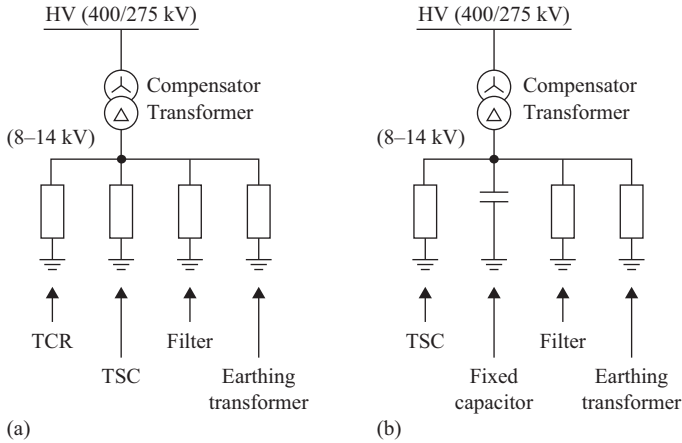 HV (400/275 kV)
Compensator
Transformer
(8–14 kV)
TCR
TSC
Filter
Earthing
transformer
(a)
HV (400/275 kV)
Compensator
Transformer
(8–14 kV)
TSC
Fixed
capacitor
Filter
Earthing
transformer
(b)